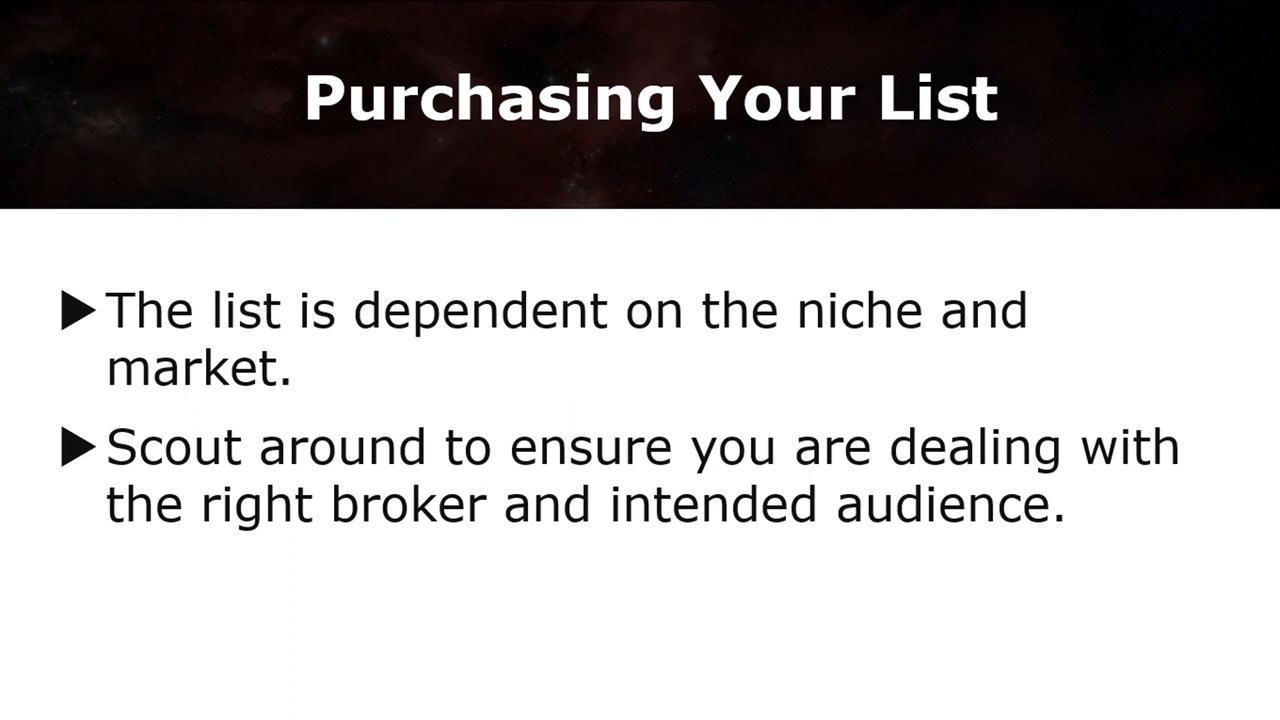 Purchasing Your List
The list is dependent on the niche and
market.
Scout around to ensure you are dealing with
the right broker and intended audience.